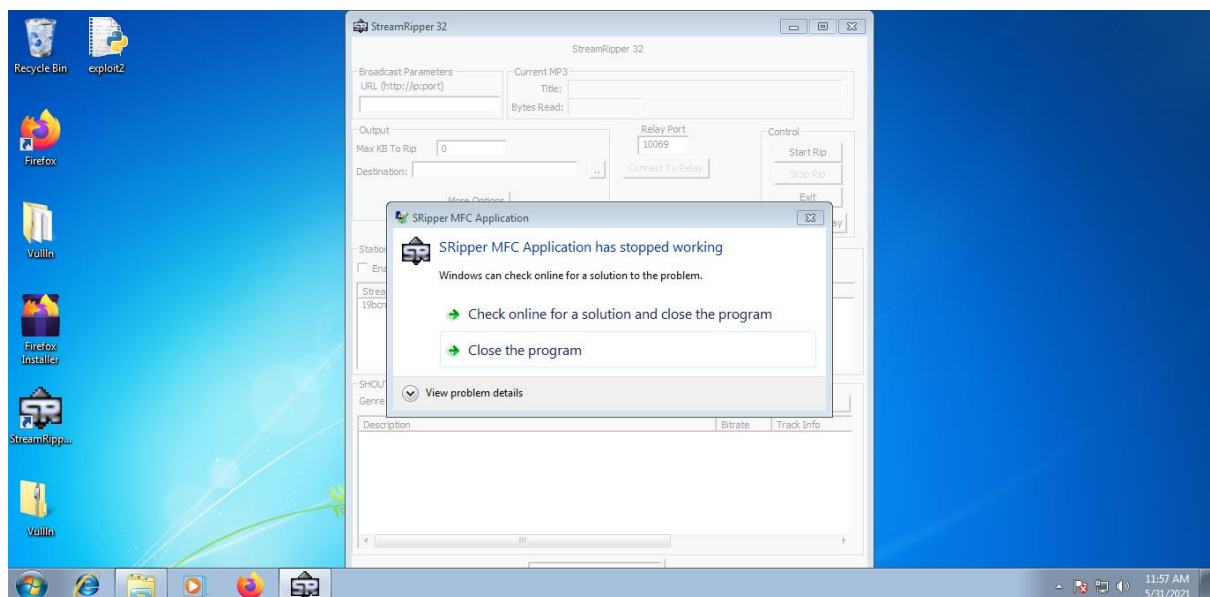 Recycle Bin
exploit2
Firefox
Vulln
Firefox
Installer
StreamRipp...
Vulln
StreamRipper 32
StreamRipper 32
Broadcast Parameters
URL (http://ip:port)
Current MP3
Title:
Bytes Read:
Output
Max KB To Rip 0
Destination: ..
More Options
Relay Port
10069
Connect To Relay
Control
Start Rip
Stop Rip
Exit
SRipper MFC Application
SRipper MFC Application has stopped working
Windows can check online for a solution to the problem.
Check online for a solution and close the program
Close the program
View problem details
Genre
Description Bitrate Track Info
11:57 AM
5/31/2021